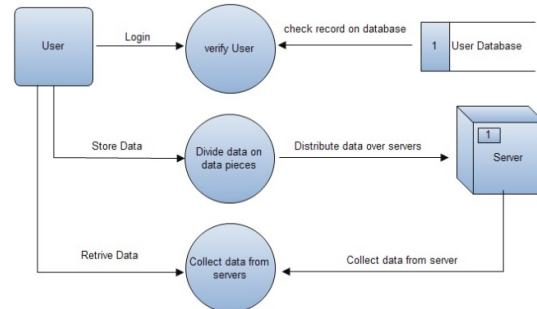 User
Login
verify User
check record on database
1
User Database
Store Data
Divide data on
data pieces
Distribute data over servers
1
Server
Retrive Data
Collect data from
servers
Collect data from server